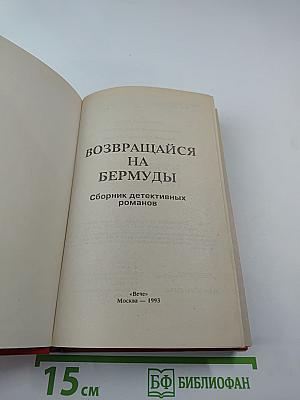 ВОЗВРАЩАЙСЯ
НА
БЕРМУДЫ
Сборник детективных
романов
«Вече»
Москва — 1993
15 см
БФ БИБЛИОФАН